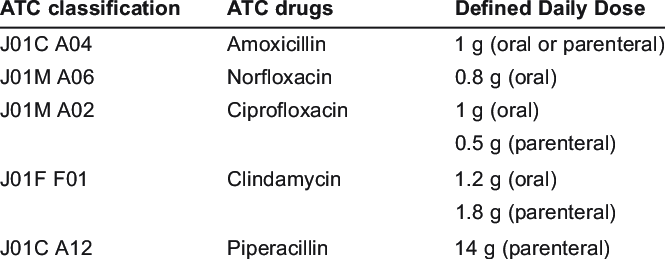 ATC classification ATC drugs Defined Daily Dose
J01C A04 Amoxicillin 1 g (oral or parenteral)
J01M A06 Norfloxacin 0.8 g (oral)
J01M A02 Ciprofloxacin 1 g (oral)
0.5 g (parenteral)
J01F F01 Clindamycin 1.2 g (oral)
1.8 g (parenteral)
J01C A12 Piperacillin 14 g (parenteral)